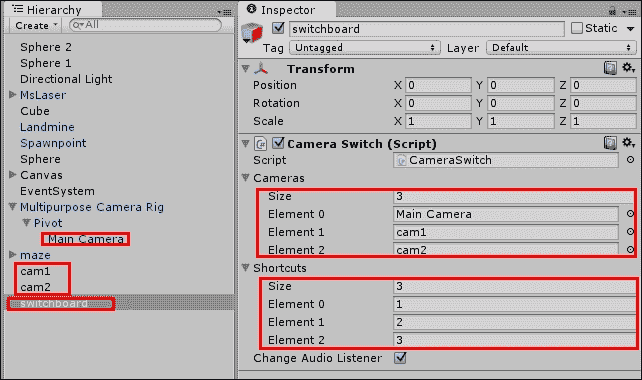 Hierarchy
Create All
Sphere 2
Sphere 1
Directional Light
MsLaser
Cube
Landmine
Spawnpoint
Sphere
Canvas
EventSystem
Multipurpose Camera Rig
Pivot
Main Camera
maze
cam1
cam2
switchboard
Inspector
switchboard Static
Tag Untagged Layer Default
Transform
Position X 0 Y 0 Z 0
Rotation X 0 Y 0 Z 0
Scale X 1 Y 1 Z 1
Camera Switch (Script)
Script CameraSwitch
Cameras
Size 3
Element 0 Main Camera
Element 1 cam1
Element 2 cam2
Shortcuts
Size 3
Element 0 1
Element 1 2
Element 2 3
Change Audio Listener